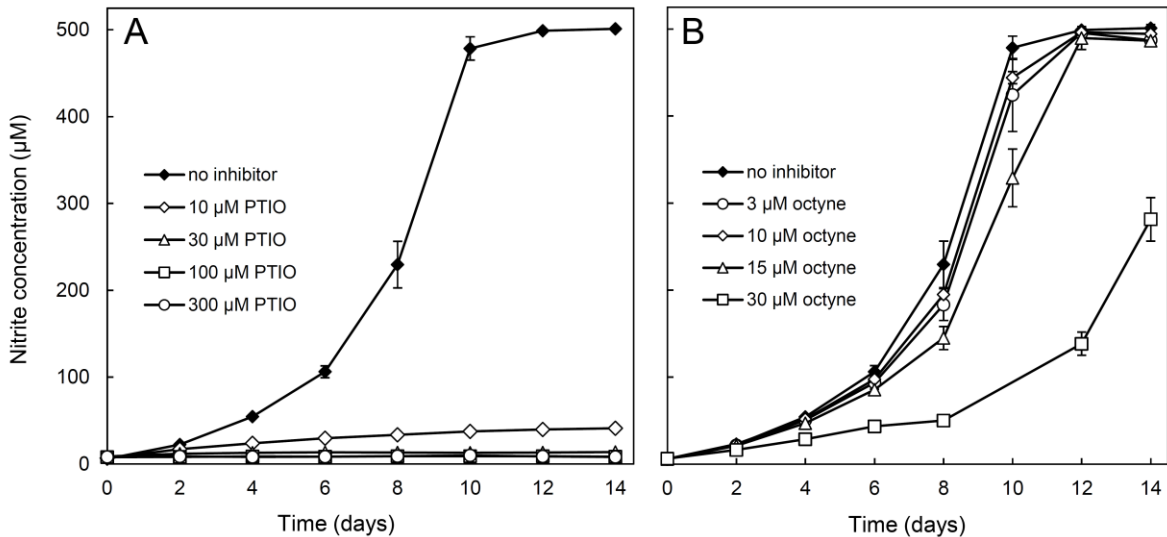 A
B
Nitrite concentration (µM)
500
400
300
200
100
0
no inhibitor
10 µM PTIO
30 µM PTIO
100 µM PTIO
300 µM PTIO
0 2 4 6 8 10 12 14
Time (days)
no inhibitor
3 µM octyne
10 µM octyne
15 µM octyne
30 µM octyne
0 2 4 6 8 10 12 14
Time (days)